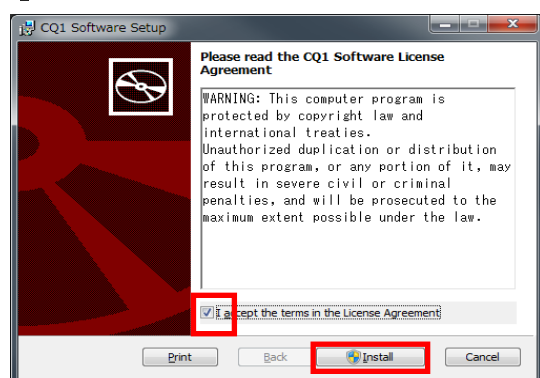 CQ1 Software Setup
Please read the CQ1 Software License
Agreement
WARNING: This computer program is
protected by copyright law and
international treaties.
Unauthorized duplication or distribution
of this program, or any portion of it, may
result in severe civil or criminal
penalties, and will be prosecuted to the
maximum extent possible under the law.
I accept the terms in the License Agreement
Print Back Install Cancel